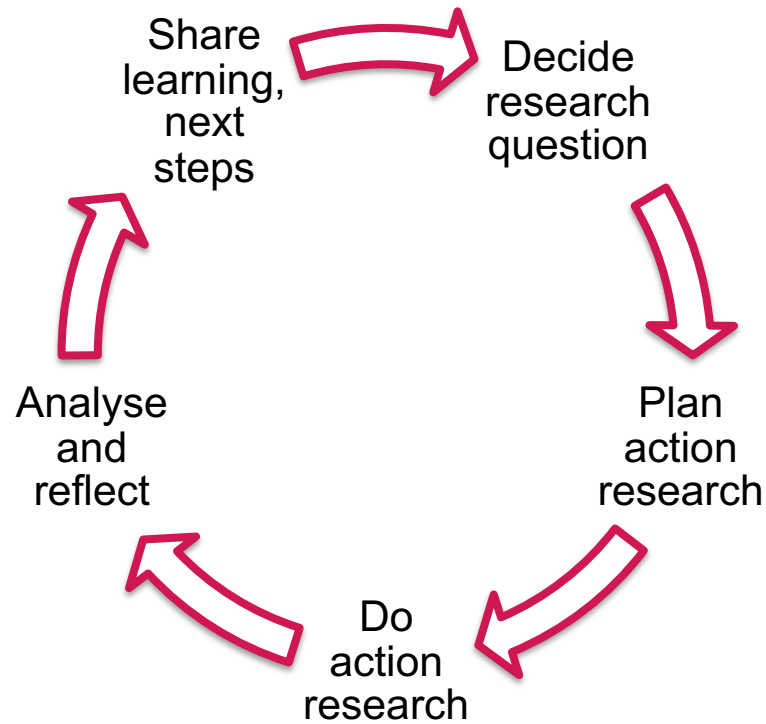 Share
learning,
next
steps
Decide
research
question
Plan
action
research
Do
action
research
Analyse
and
reflect